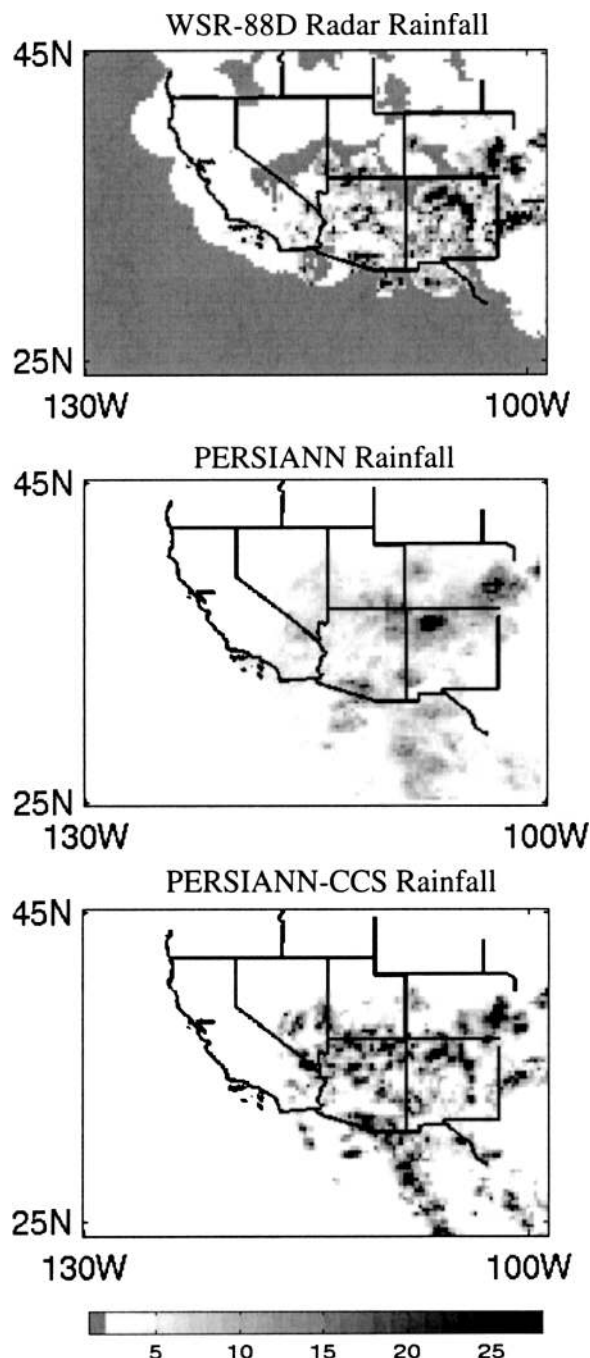 WSR-88D Radar Rainfall
45N
25N
130W 100W
PERSIANN Rainfall
45N
25N
130W 100W
PERSIANN-CCS Rainfall
45N
25N
130W 100W
5 10 15 20 25